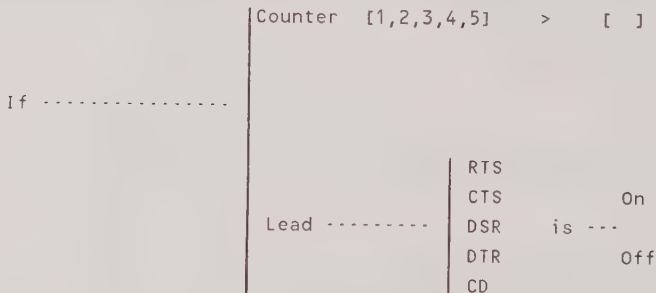 Counter [1,2,3,4,5] > [ ]
If ----------------
RTS
CTS On
Lead --------- DSR is ---
DTR Off
CD